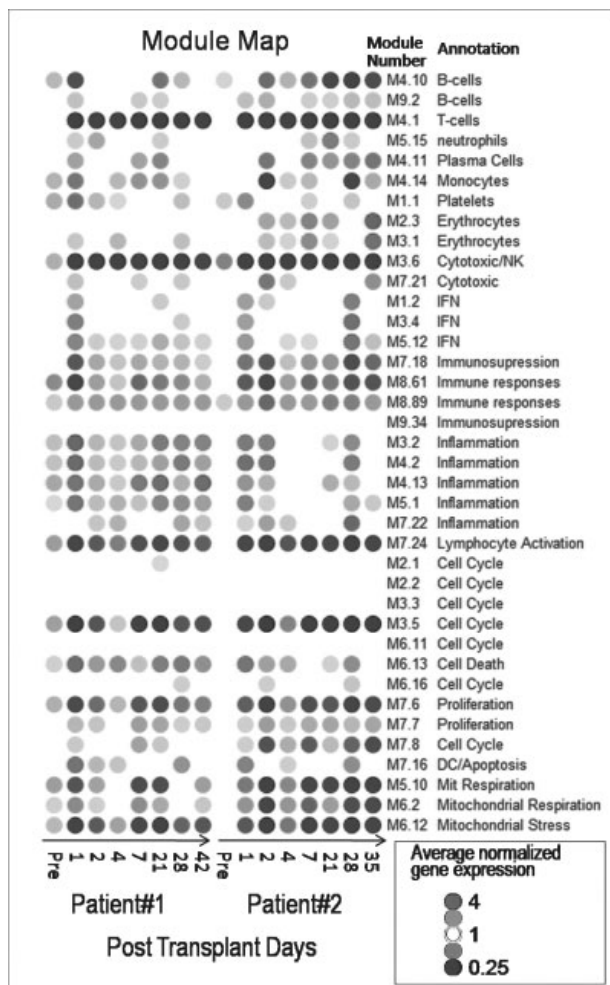 Module Map
Module Number Annotation
M4.10 B-cells
M9.2 B-cells
M4.1 T-cells
M5.15 neutrophils
M4.11 Plasma Cells
M4.14 Monocytes
M1.1 Platelets
M2.3 Erythrocytes
M3.1 Erythrocytes
M3.6 Cytotoxic/NK
M7.21 Cytotoxic
M1.2 IFN
M3.4 IFN
M5.12 IFN
M7.18 Immunosupression
M8.61 Immune responses
M8.89 Immune responses
M9.34 Immunosupression
M3.2 Inflammation
M4.2 Inflammation
M4.13 Inflammation
M5.1 Inflammation
M7.22 Inflammation
M7.24 Lymphocyte Activation
M2.1 Cell Cycle
M2.2 Cell Cycle
M3.3 Cell Cycle
M3.5 Cell Cycle
M6.11 Cell Cycle
M6.13 Cell Death
M6.16 Cell Cycle
M7.6 Proliferation
M7.7 Proliferation
M7.8 Cell Cycle
M7.16 DC/Apoptosis
M5.10 Mit Respiration
M6.2 Mitochondrial Respiration
M6.12 Mitochondrial Stress
Pre 1 2 4 7 21 28 42 Pre 1 2 4 7 21 28 35
Patient#1 Patient#2
Post Transplant Days
Average normalized
gene expression
4
1
0.25